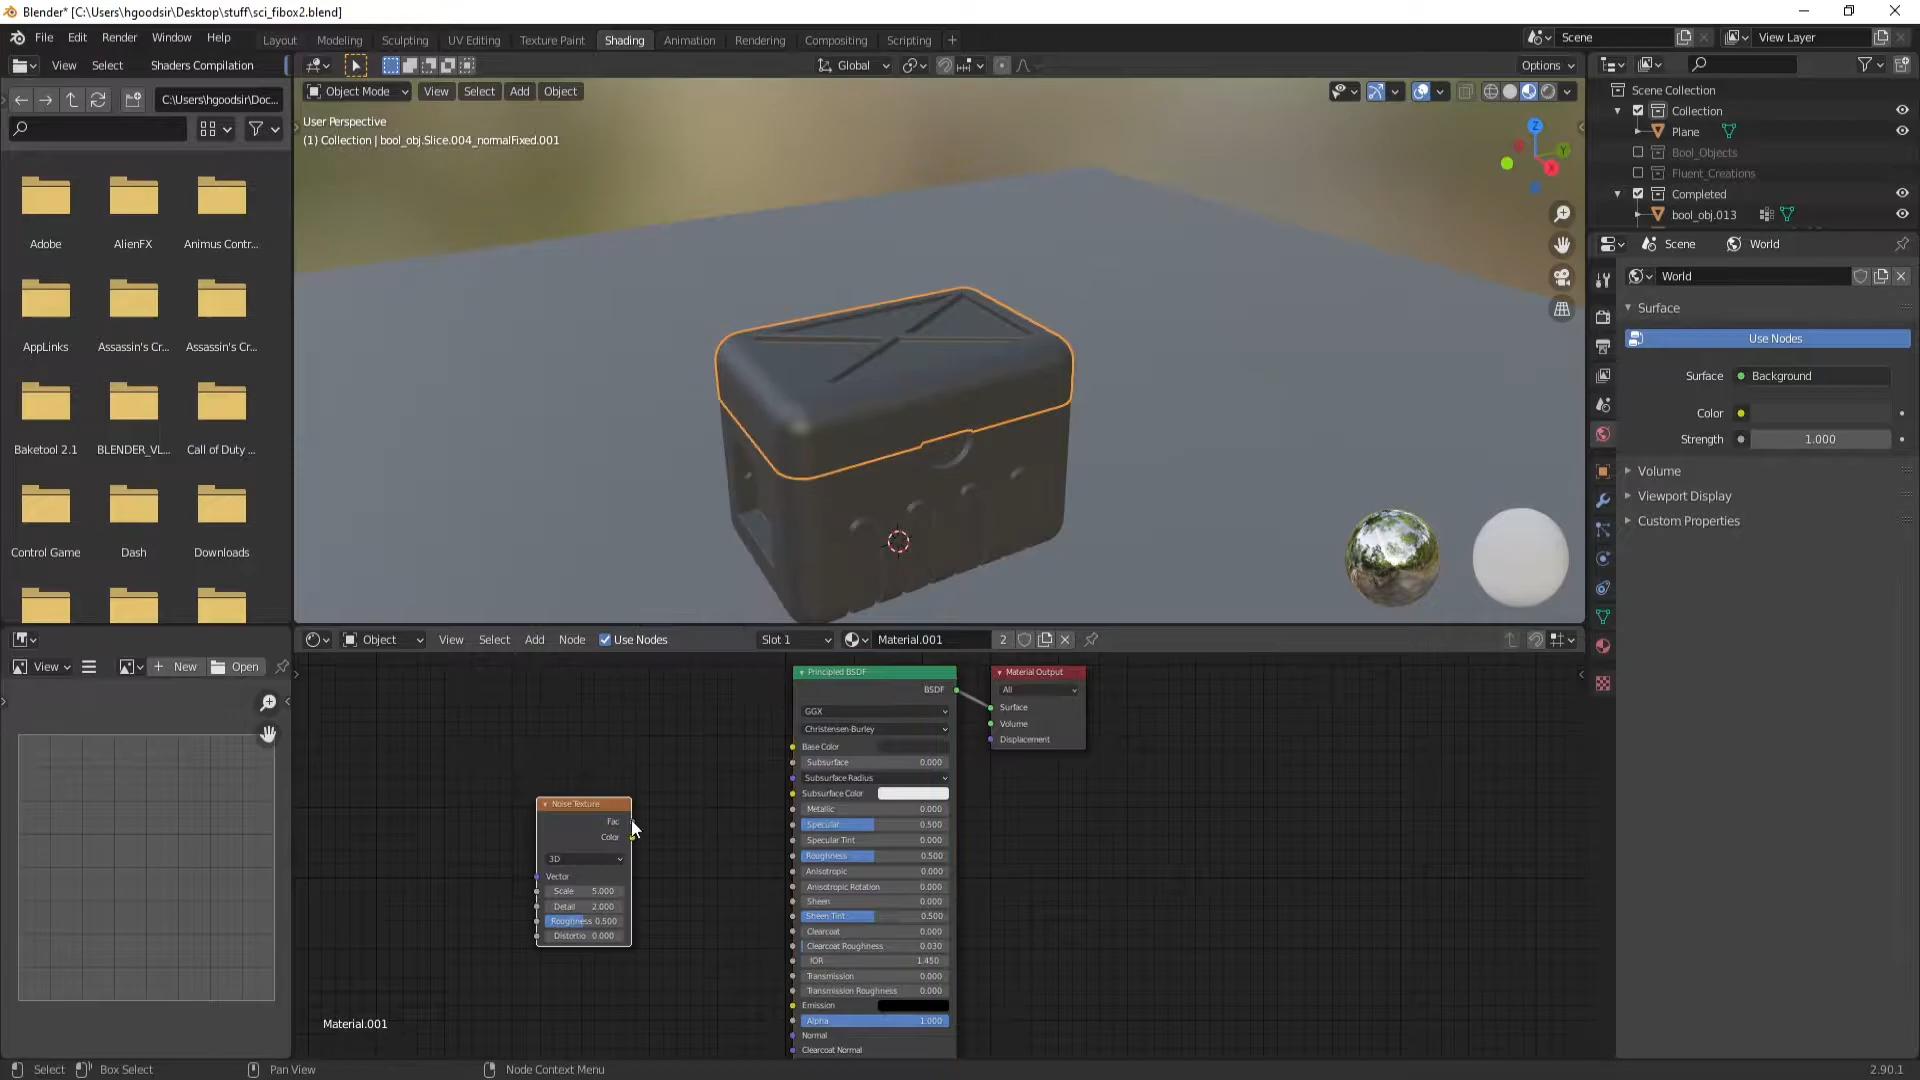 Blender* [C:\Users\hgoodsir\Desktop\stuff\sci_fibox2.blend]
File Edit Render Window Help
Layout Modeling Sculpting UV Editing Texture Paint Shading Animation Rendering Compositing Scripting +
Scene
View Layer
View Select Shaders Compilation
Global
Options
C:\Users\hgoodsir\Doc...
Object Mode View Select Add Object
User Perspective
(1) Collection | bool_obj.Slice.004_normalFixed.001
Z
Y
X
Adobe
AlienFX
Animus Contr...
AppLinks
Assassin's Cr...
Assassin's Cr...
Baketool 2.1
BLENDER_VL...
Call of Duty ...
Control Game
Dash
Downloads
Scene Collection
Collection
Plane
Bool_Objects
Fluent_Creations
Completed
bool_obj.013
Scene World
World
Surface
Use Nodes
Surface Background
Color
Strength 1.000
Volume
Viewport Display
Custom Properties
View New Open
Object View Select Add Node Use Nodes Slot 1 Material.001 2
Noise Texture
Fac
Color
3D
Vector
Scale 5.000
Detail 2.000
Roughness 0.500
Distortio 0.000
Principled BSDF
BSDF
GGX
Christensen-Burley
Base Color
Subsurface 0.000
Subsurface Radius
Subsurface Color
Metallic 0.000
Specular 0.500
Specular Tint 0.000
Roughness 0.500
Anisotropic 0.000
Anisotropic Rotation 0.000
Sheen 0.000
Sheen Tint 0.500
Clearcoat 0.000
Clearcoat Roughness 0.030
IOR 1.450
Transmission 0.000
Transmission Roughness 0.000
Emission
Alpha 1.000
Normal
Clearcoat Normal
Material Output
All
Surface
Volume
Displacement
Material.001
Select Box Select Pan View Node Context Menu 2.90.1